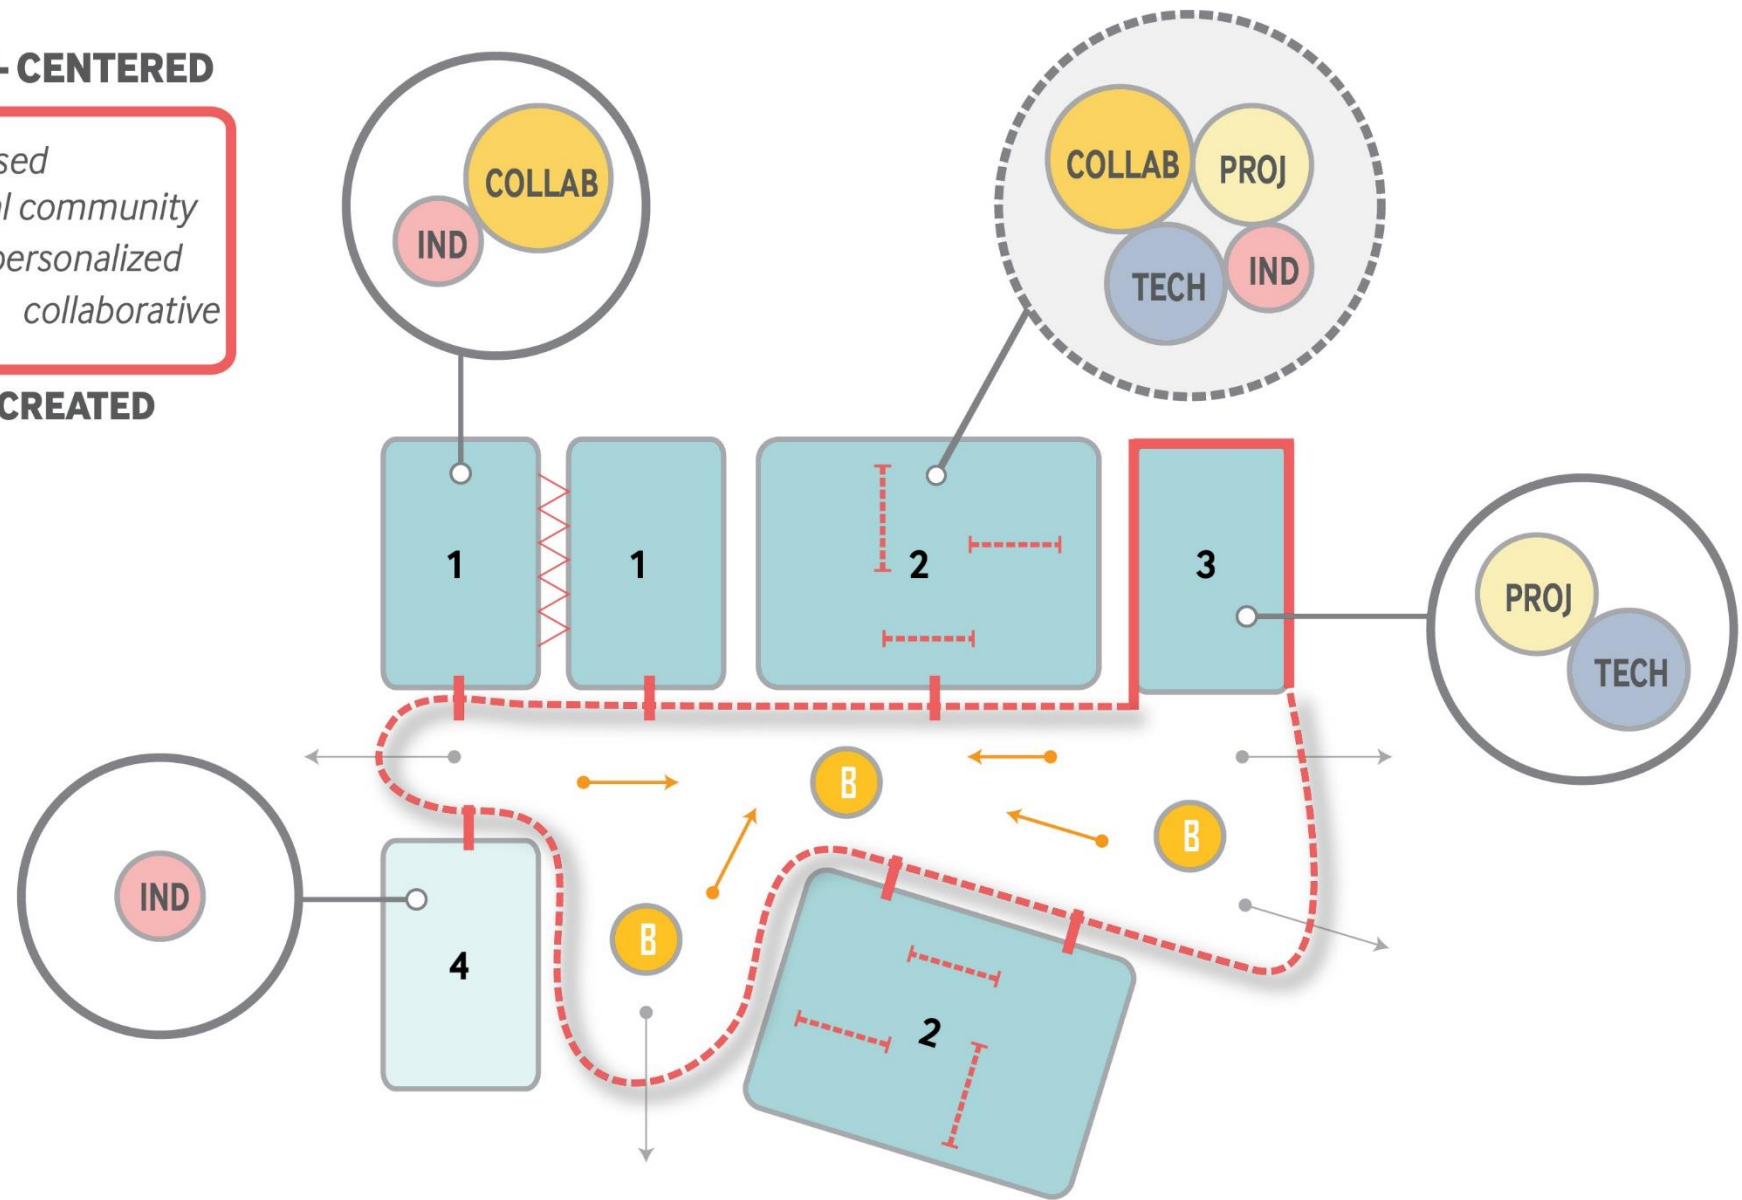 - CENTERED
sed
l community
personalized
collaborative
CREATED
COLLAB
IND
COLLAB
PROJ
TECH
IND
1
1
2
3
PROJ
TECH
B
B
B
IND
4
2